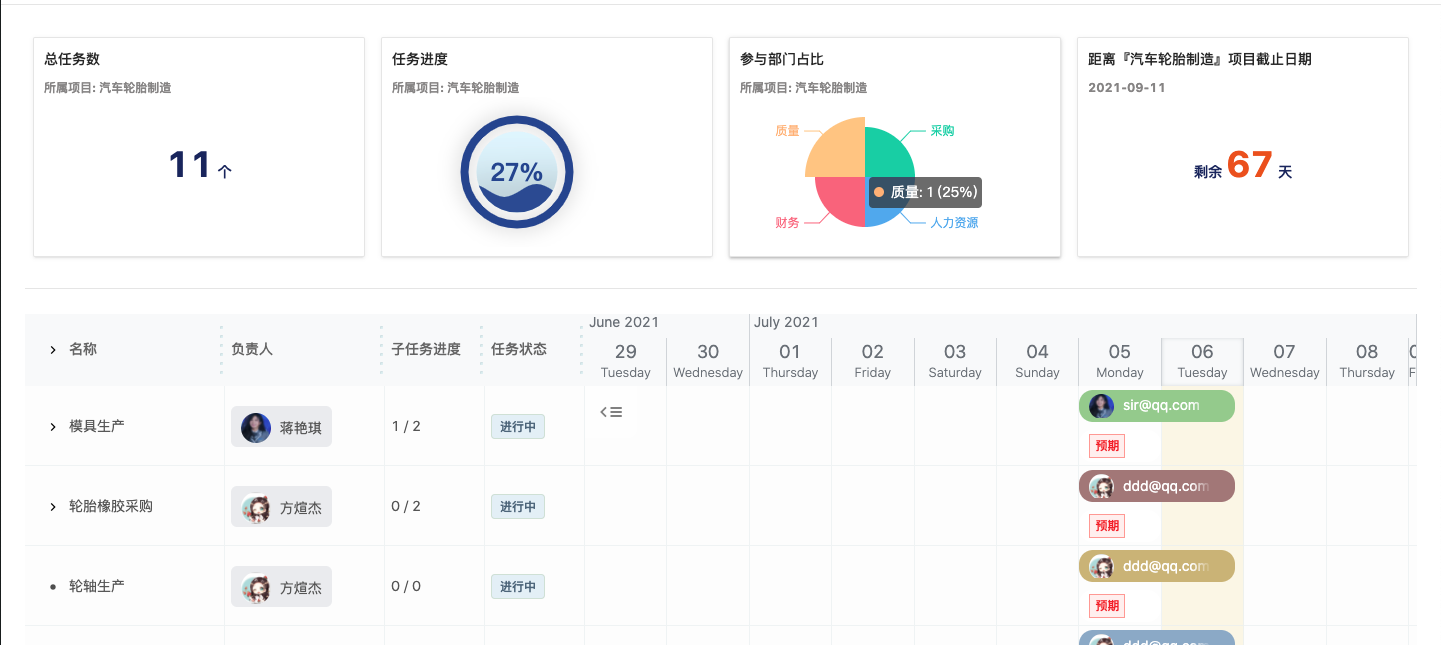 总任务数
所属项目: 汽车轮胎制造
11 个
任务进度
所属项目: 汽车轮胎制造
27%
参与部门占比
所属项目: 汽车轮胎制造
质量
采购
质量: 1 (25%)
财务
人力资源
距离『汽车轮胎制造』项目截止日期
2021-09-11
剩余 67 天
June 2021
July 2021
名称
负责人
子任务进度
任务状态
29
30
01
02
03
04
05
06
07
08
Tuesday
Wednesday
Thursday
Friday
Saturday
Sunday
Monday
Tuesday
Wednesday
Thursday
模具生产
蒋艳琪
1 / 2
进行中
sir@qq.com
预期
轮胎橡胶采购
方煊杰
0 / 2
进行中
ddd@qq.com
预期
轮轴生产
方煊杰
0 / 0
进行中
ddd@qq.com
预期
ddd@qq.com